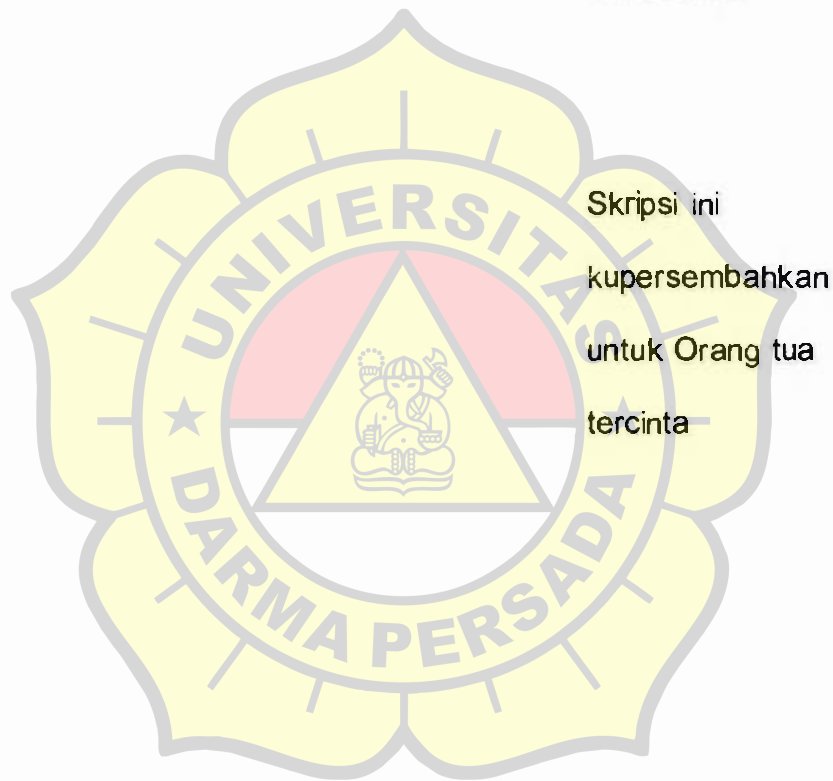 UNIVERSITAS
DARMA PERSADA
Skripsi ini
kupersembahkan
untuk Orang tua
tercinta